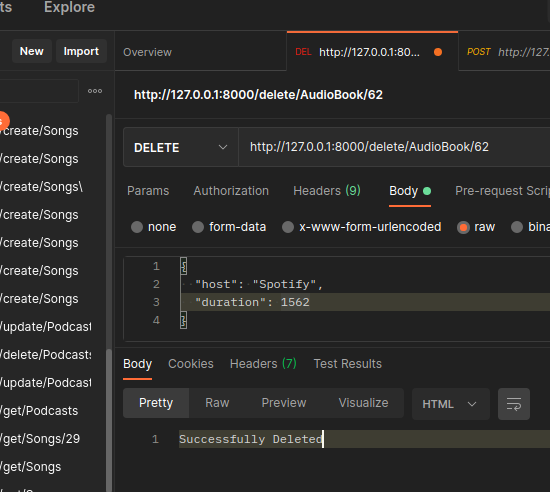 ts Explore
New Import
Overview
DEL http://127.0.0.1:80...
POST http://127.
http://127.0.0.1:8000/delete/AudioBook/62
/create/Songs
/create/Songs
/create/Songs\
/create/Songs
/create/Songs
/create/Songs
/create/Songs
/update/Podcast
/delete/Podcasts
/update/Podcast
/get/Podcasts
/get/Songs/29
/get/Songs
DELETE http://127.0.0.1:8000/delete/AudioBook/62
Params Authorization Headers (9) Body Pre-request Scrip
none form-data x-www-form-urlencoded raw bina
1 {
2 "host": "Spotify",
3 "duration": 1562
4 }
Body Cookies Headers (7) Test Results
Pretty Raw Preview Visualize HTML
1 Successfully Deleted